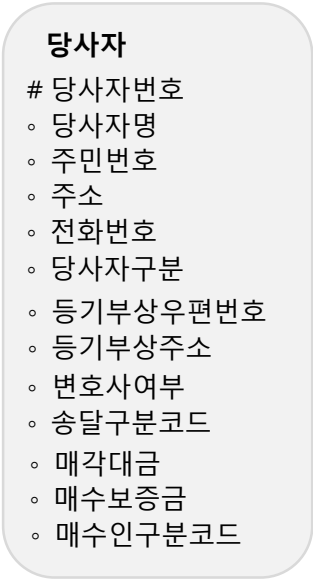 당사자
# 당사자번호
◦ 당사자명
◦ 주민번호
◦ 주소
◦ 전화번호
◦ 당사자구분
◦ 등기부상우편번호
◦ 등기부상주소
◦ 변호사여부
◦ 송달구분코드
◦ 매각대금
◦ 매수보증금
◦ 매수인구분코드